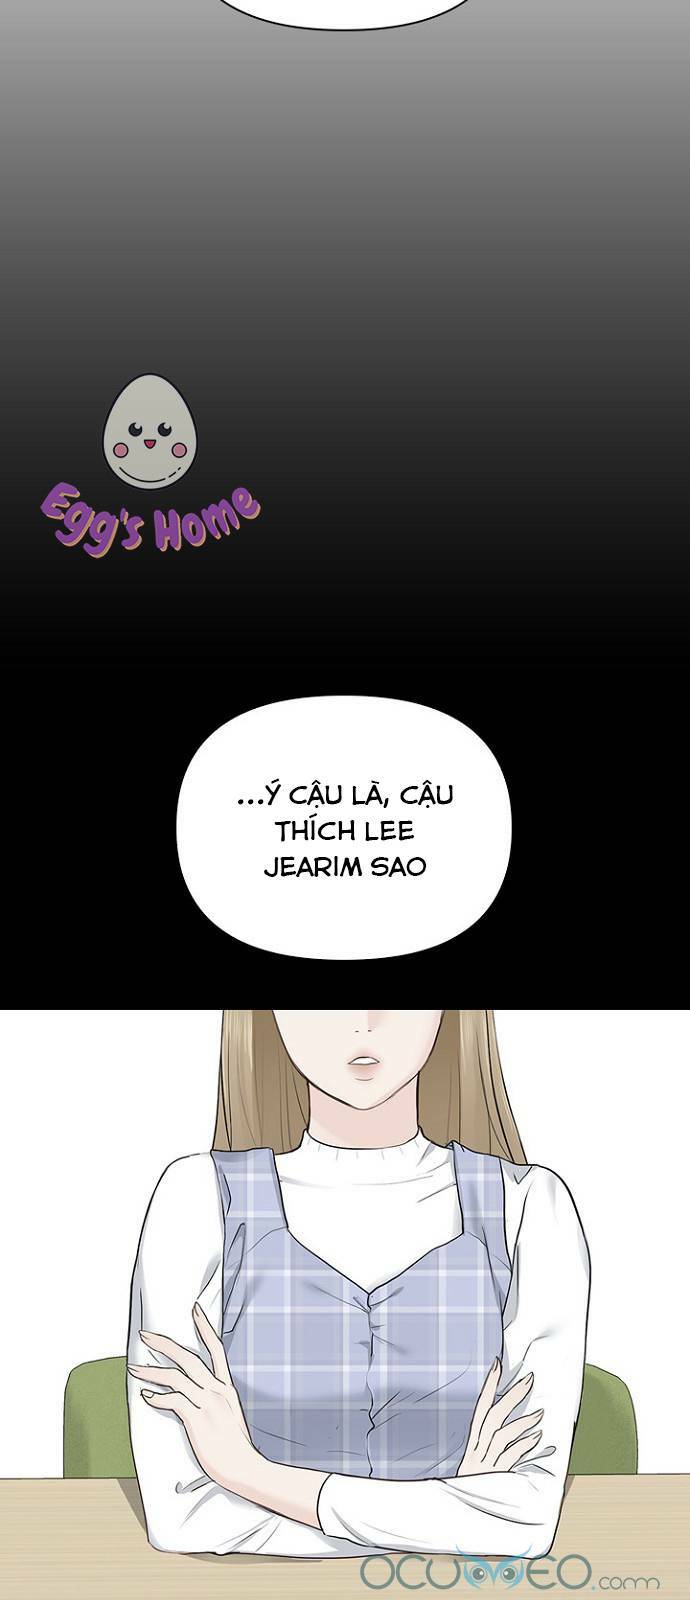 Egg's Home
...Ý CẬU LÀ, CẬU
THÍCH LEE
JEARIM SAO
OCUMEO.com